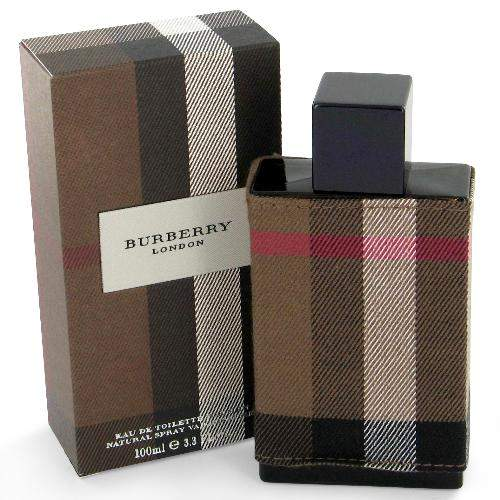 BURBERRY
LONDON
EAU DE TOILETTE
NATURAL SPRAY
100ml e 3.3